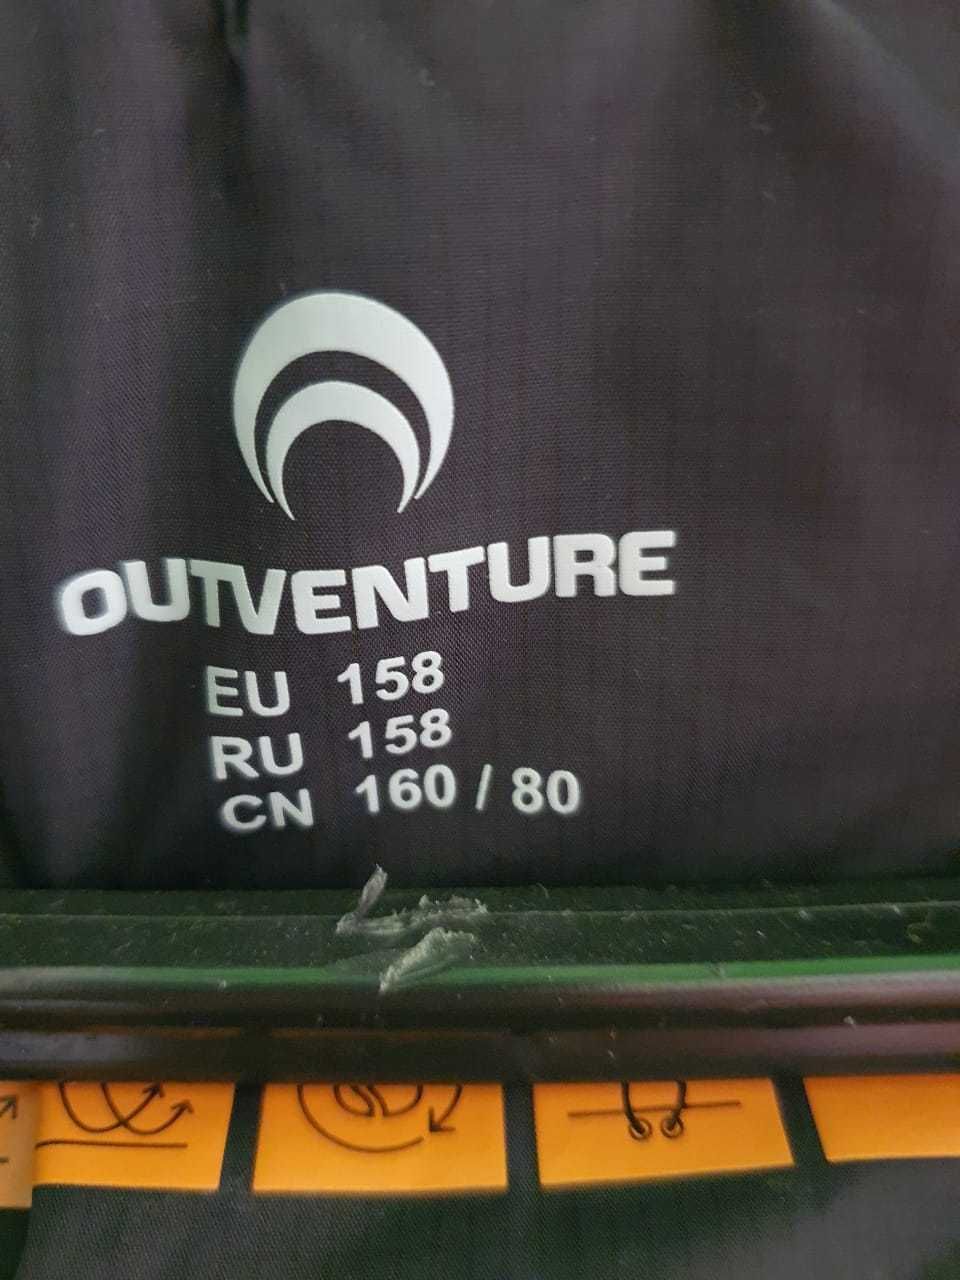 OUTVENTURE
EU 158
RU 158
CN 160 / 80